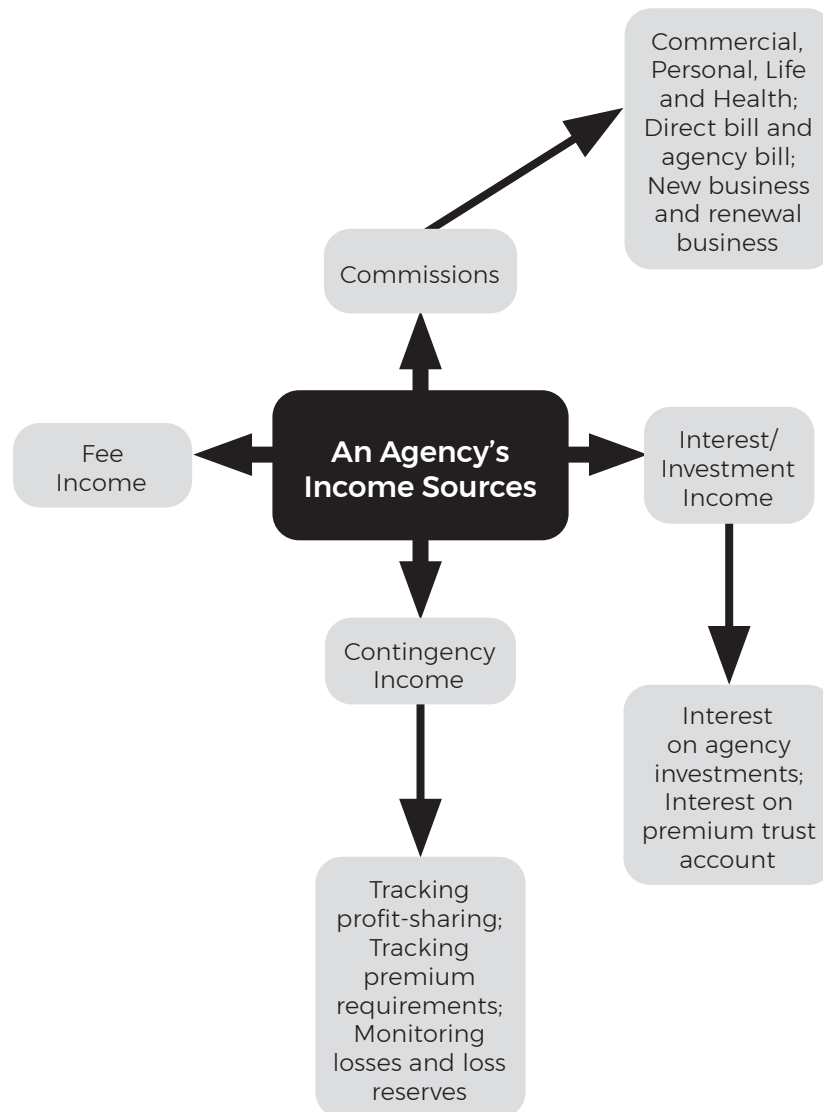 Commercial,
Personal, Life
and Health;
Direct bill and
agency bill;
New business
and renewal
business
Commissions
Fee
Income
An Agency’s
Income Sources
Interest/
Investment
Income
Contingency
Income
Interest
on agency
investments;
Interest on
premium trust
account
Tracking
profit-sharing;
Tracking
premium
requirements;
Monitoring
losses and loss
reserves